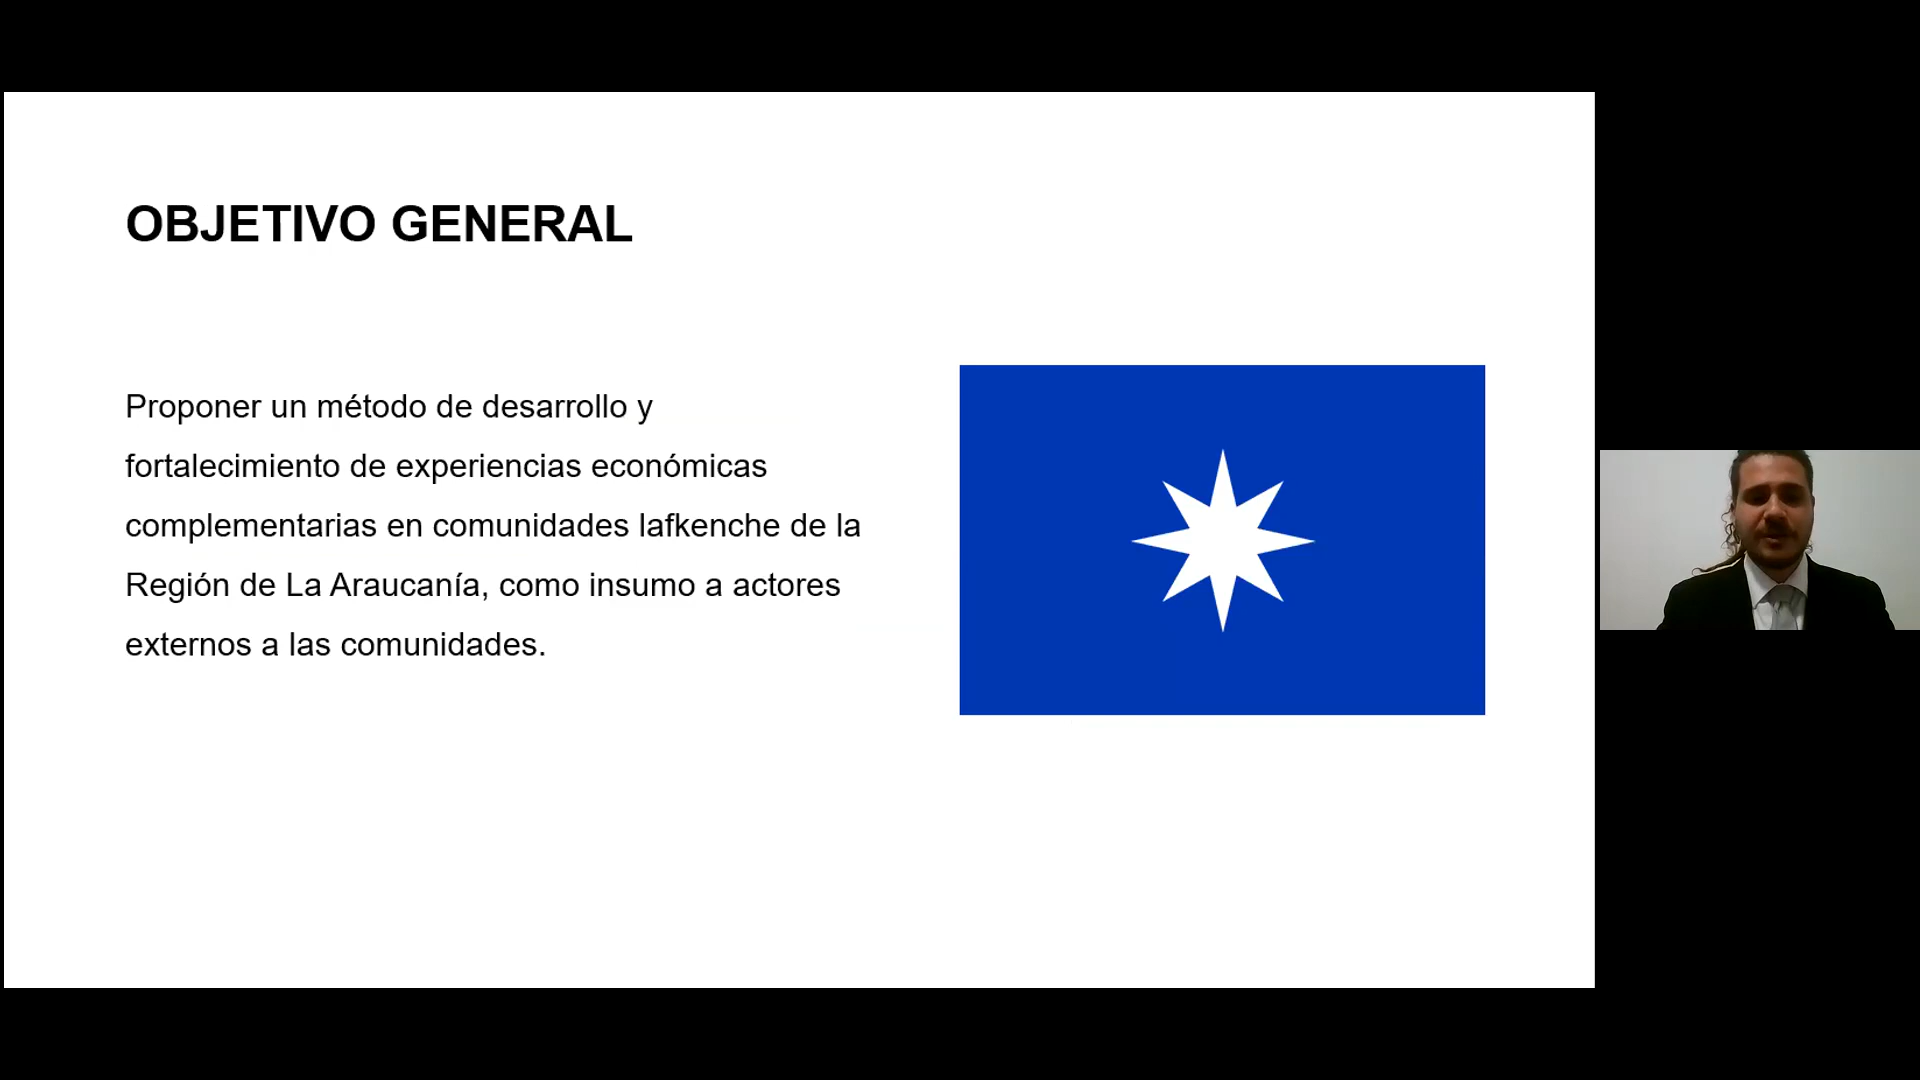 OBJETIVO GENERAL
Proponer un método de desarrollo y
fortalecimiento de experiencias económicas
complementarias en comunidades lafkenche de la
Región de La Araucanía, como insumo a actores
externos a las comunidades.